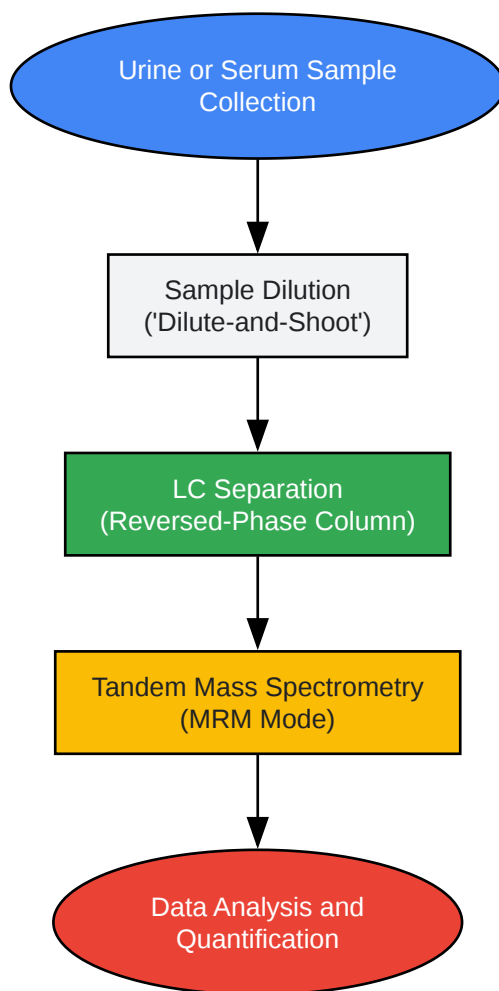 Urine or Serum Sample
Collection
Sample Dilution
('Dilute-and-Shoot')
LC Separation
(Reversed-Phase Column)
Tandem Mass Spectrometry
(MRM Mode)
Data Analysis and
Quantification